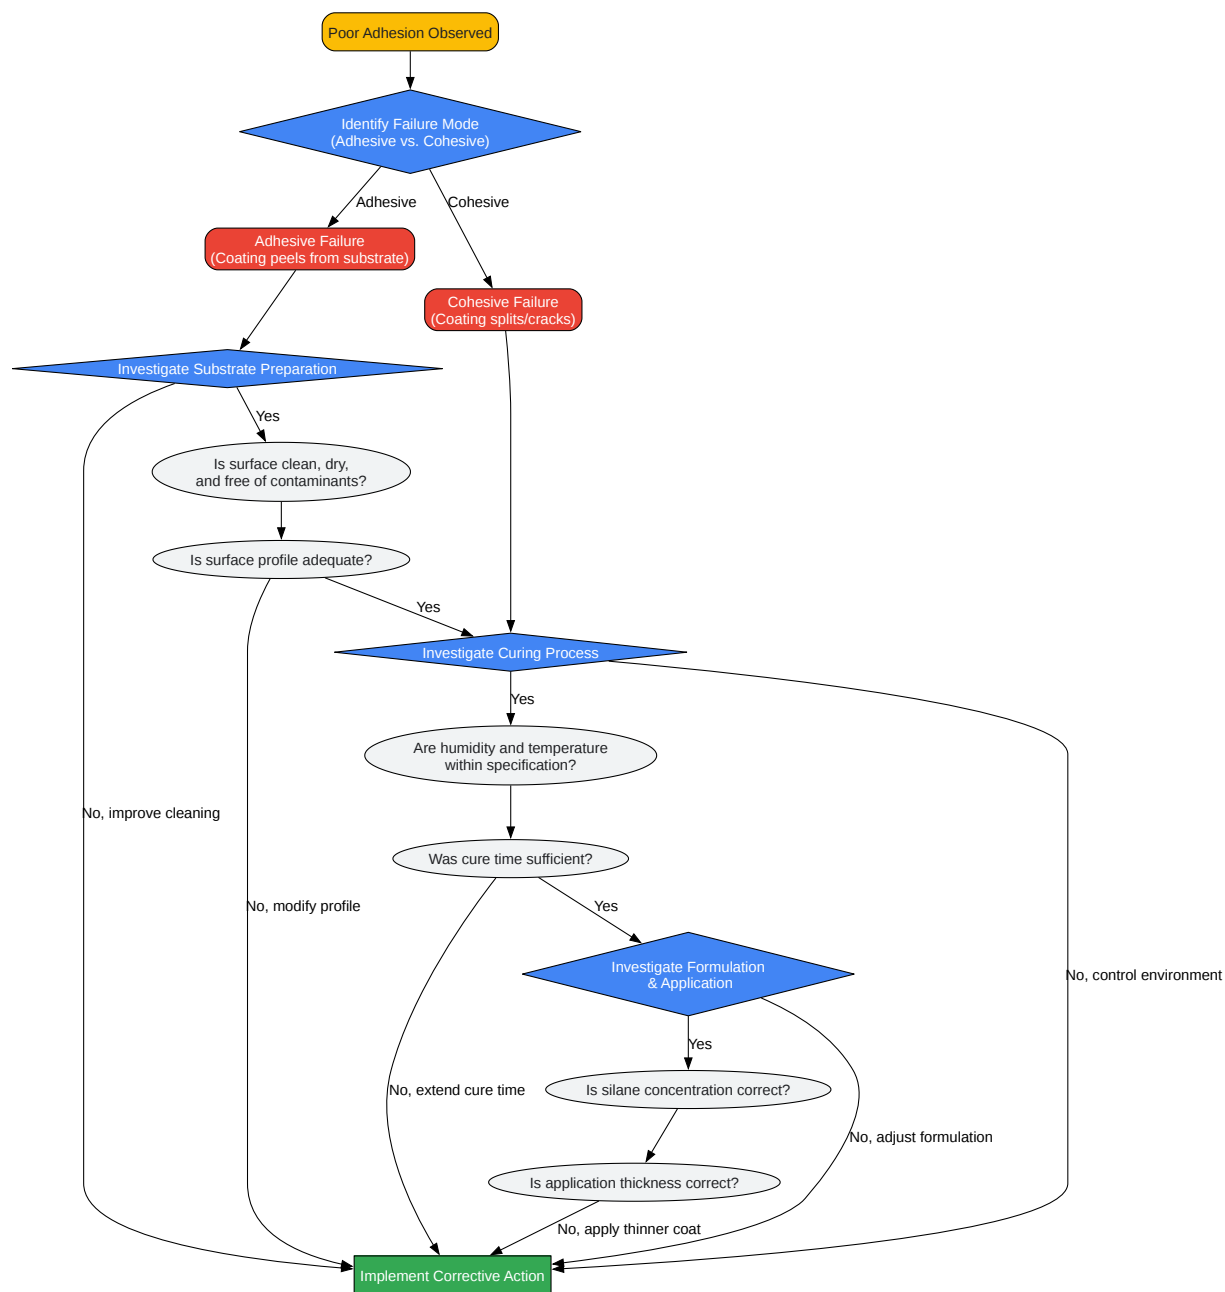 Poor Adhesion Observed
Identify Failure Mode
(Adhesive vs. Cohesive)
Adhesive
Cohesive
Adhesive Failure
(Coating peels from substrate)
Cohesive Failure
(Coating splits/cracks)
Investigate Substrate Preparation
Yes
Is surface clean, dry,
and free of contaminants?
Is surface profile adequate?
Yes
Investigate Curing Process
Yes
Are humidity and temperature
within specification?
No, improve cleaning
Was cure time sufficient?
No, modify profile
Yes
Investigate Formulation
& Application
No, control environment
Yes
No, extend cure time
Is silane concentration correct?
No, adjust formulation
Is application thickness correct?
No, apply thinner coat
Implement Corrective Action